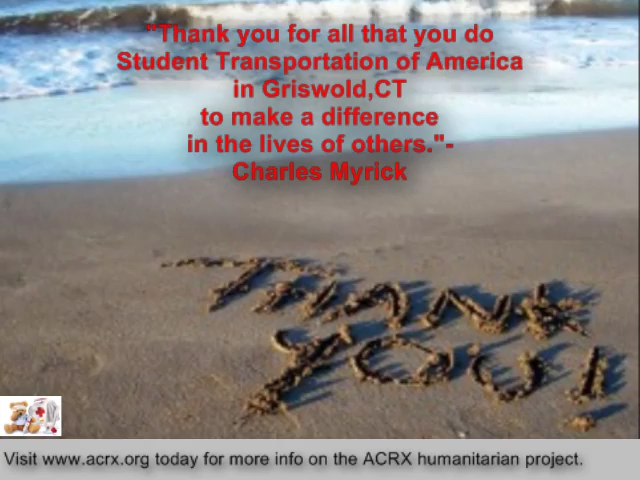 "Thank you for all that you do
Student Transportation of America
in Griswold,CT
to make a difference
in the lives of others."-
Charles Myrick
THANK
YOU!
Visit www.acrx.org today for more info on the ACRX humanitarian project.